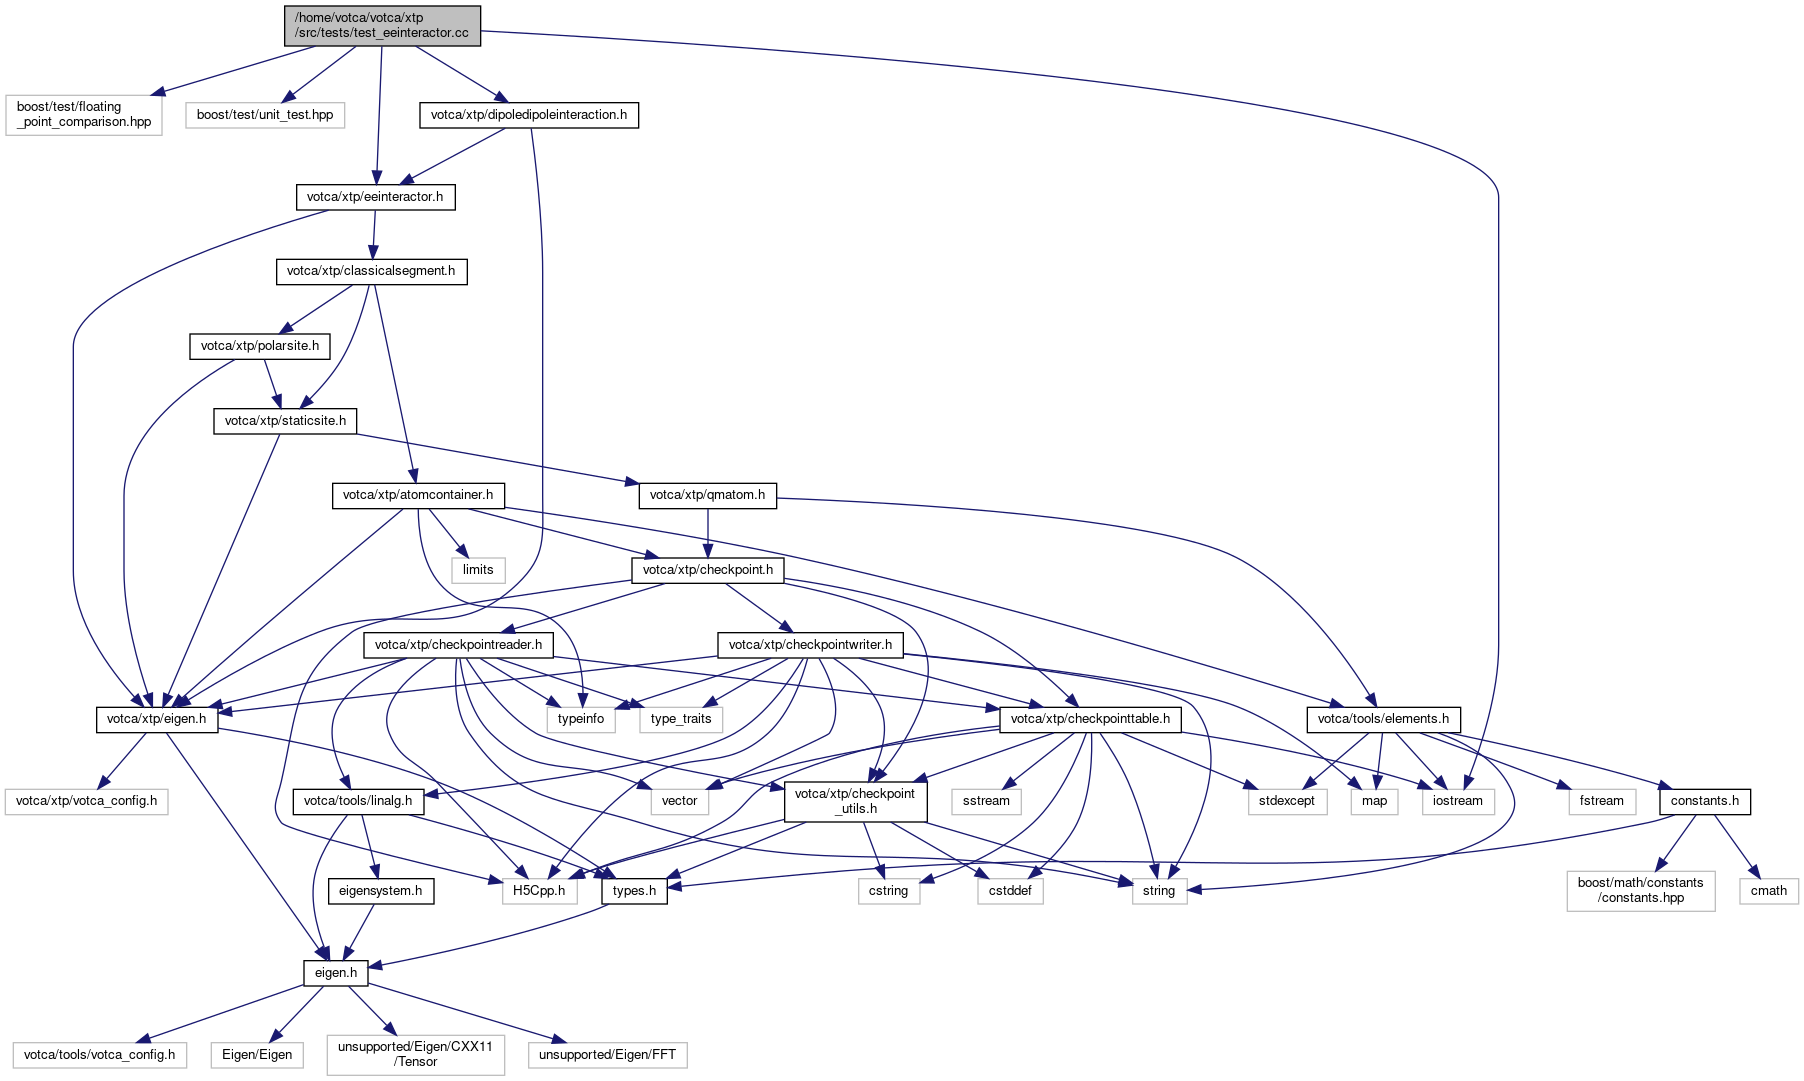 /home/votca/votca/xtp
/src/tests/test_eeinteractor.cc
boost/test/floating
_point_comparison.hpp
boost/test/unit_test.hpp
votca/xtp/dipoledipoleinteraction.h
votca/xtp/eeinteractor.h
votca/xtp/classicalsegment.h
votca/xtp/polarsite.h
votca/xtp/staticsite.h
votca/xtp/atomcontainer.h
votca/xtp/qmatom.h
limits
votca/xtp/checkpoint.h
votca/xtp/checkpointreader.h
votca/xtp/checkpointwriter.h
votca/xtp/eigen.h
typeinfo
type_traits
votca/xtp/checkpointtable.h
votca/tools/elements.h
votca/xtp/votca_config.h
votca/tools/linalg.h
vector
votca/xtp/checkpoint
_utils.h
sstream
stdexcept
map
iostream
fstream
constants.h
eigensystem.h
H5Cpp.h
types.h
cstring
cstddef
string
boost/math/constants
/constants.hpp
cmath
eigen.h
votca/tools/votca_config.h
Eigen/Eigen
unsupported/Eigen/CXX11
/Tensor
unsupported/Eigen/FFT